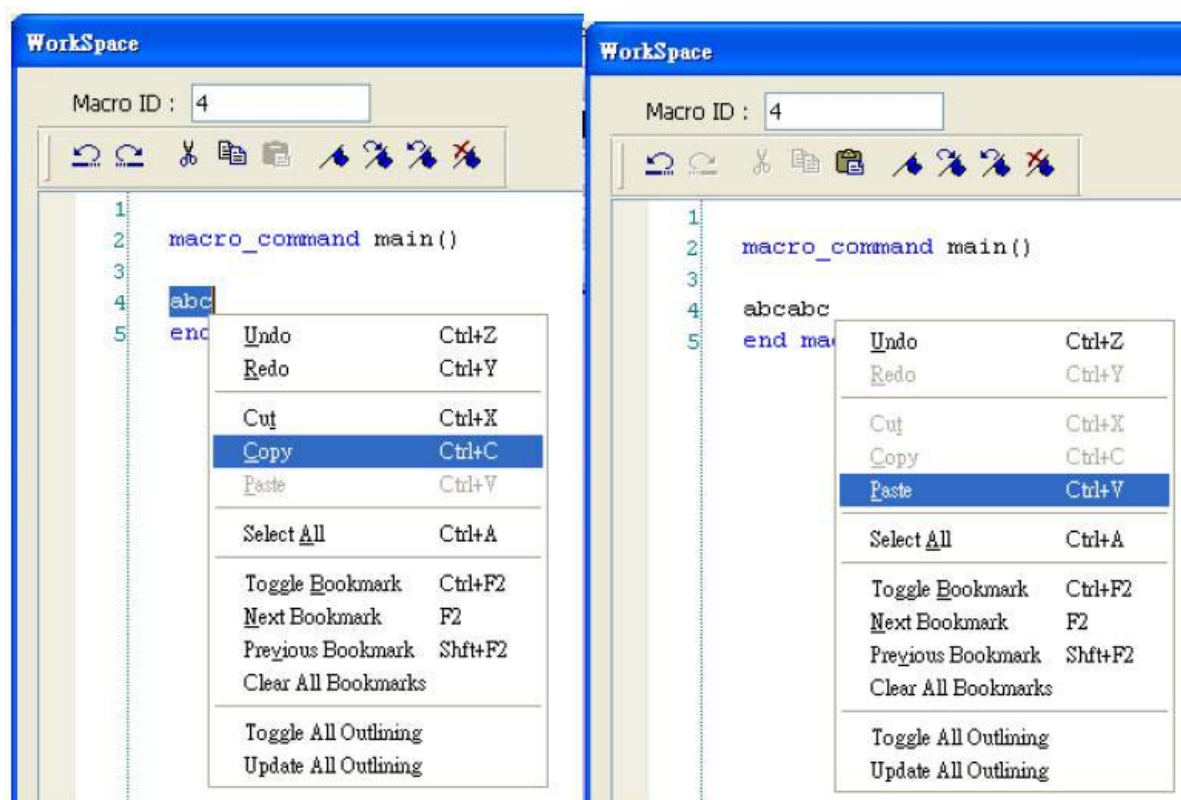 WorkSpace
Macro ID : 4
1
2 macro_command main()
3
4 abc
5 end
Undo Ctrl+Z
Redo Ctrl+Y
Cut Ctrl+X
Copy Ctrl+C
Paste Ctrl+V
Select All Ctrl+A
Toggle Bookmark Ctrl+F2
Next Bookmark F2
Previous Bookmark Shft+F2
Clear All Bookmarks
Toggle All Outlining
Update All Outlining
WorkSpace
Macro ID : 4
1
2 macro_command main()
3
4 abcabc
5 end mac
Undo Ctrl+Z
Redo Ctrl+Y
Cut Ctrl+X
Copy Ctrl+C
Paste Ctrl+V
Select All Ctrl+A
Toggle Bookmark Ctrl+F2
Next Bookmark F2
Previous Bookmark Shft+F2
Clear All Bookmarks
Toggle All Outlining
Update All Outlining